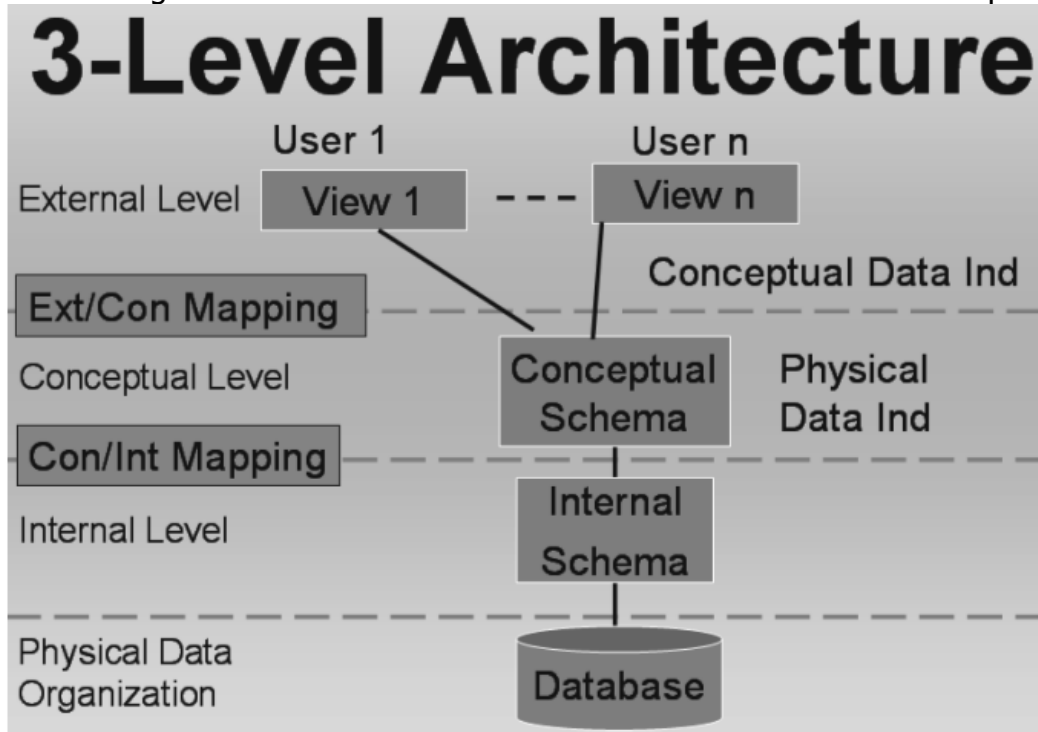 3-Level Architecture
User 1
User n
External Level
View 1
View n
Conceptual Data Ind
Ext/Con Mapping
Conceptual Level
Conceptual
Schema
Physical
Data Ind
Con/Int Mapping
Internal Level
Internal
Schema
Physical Data
Organization
Database